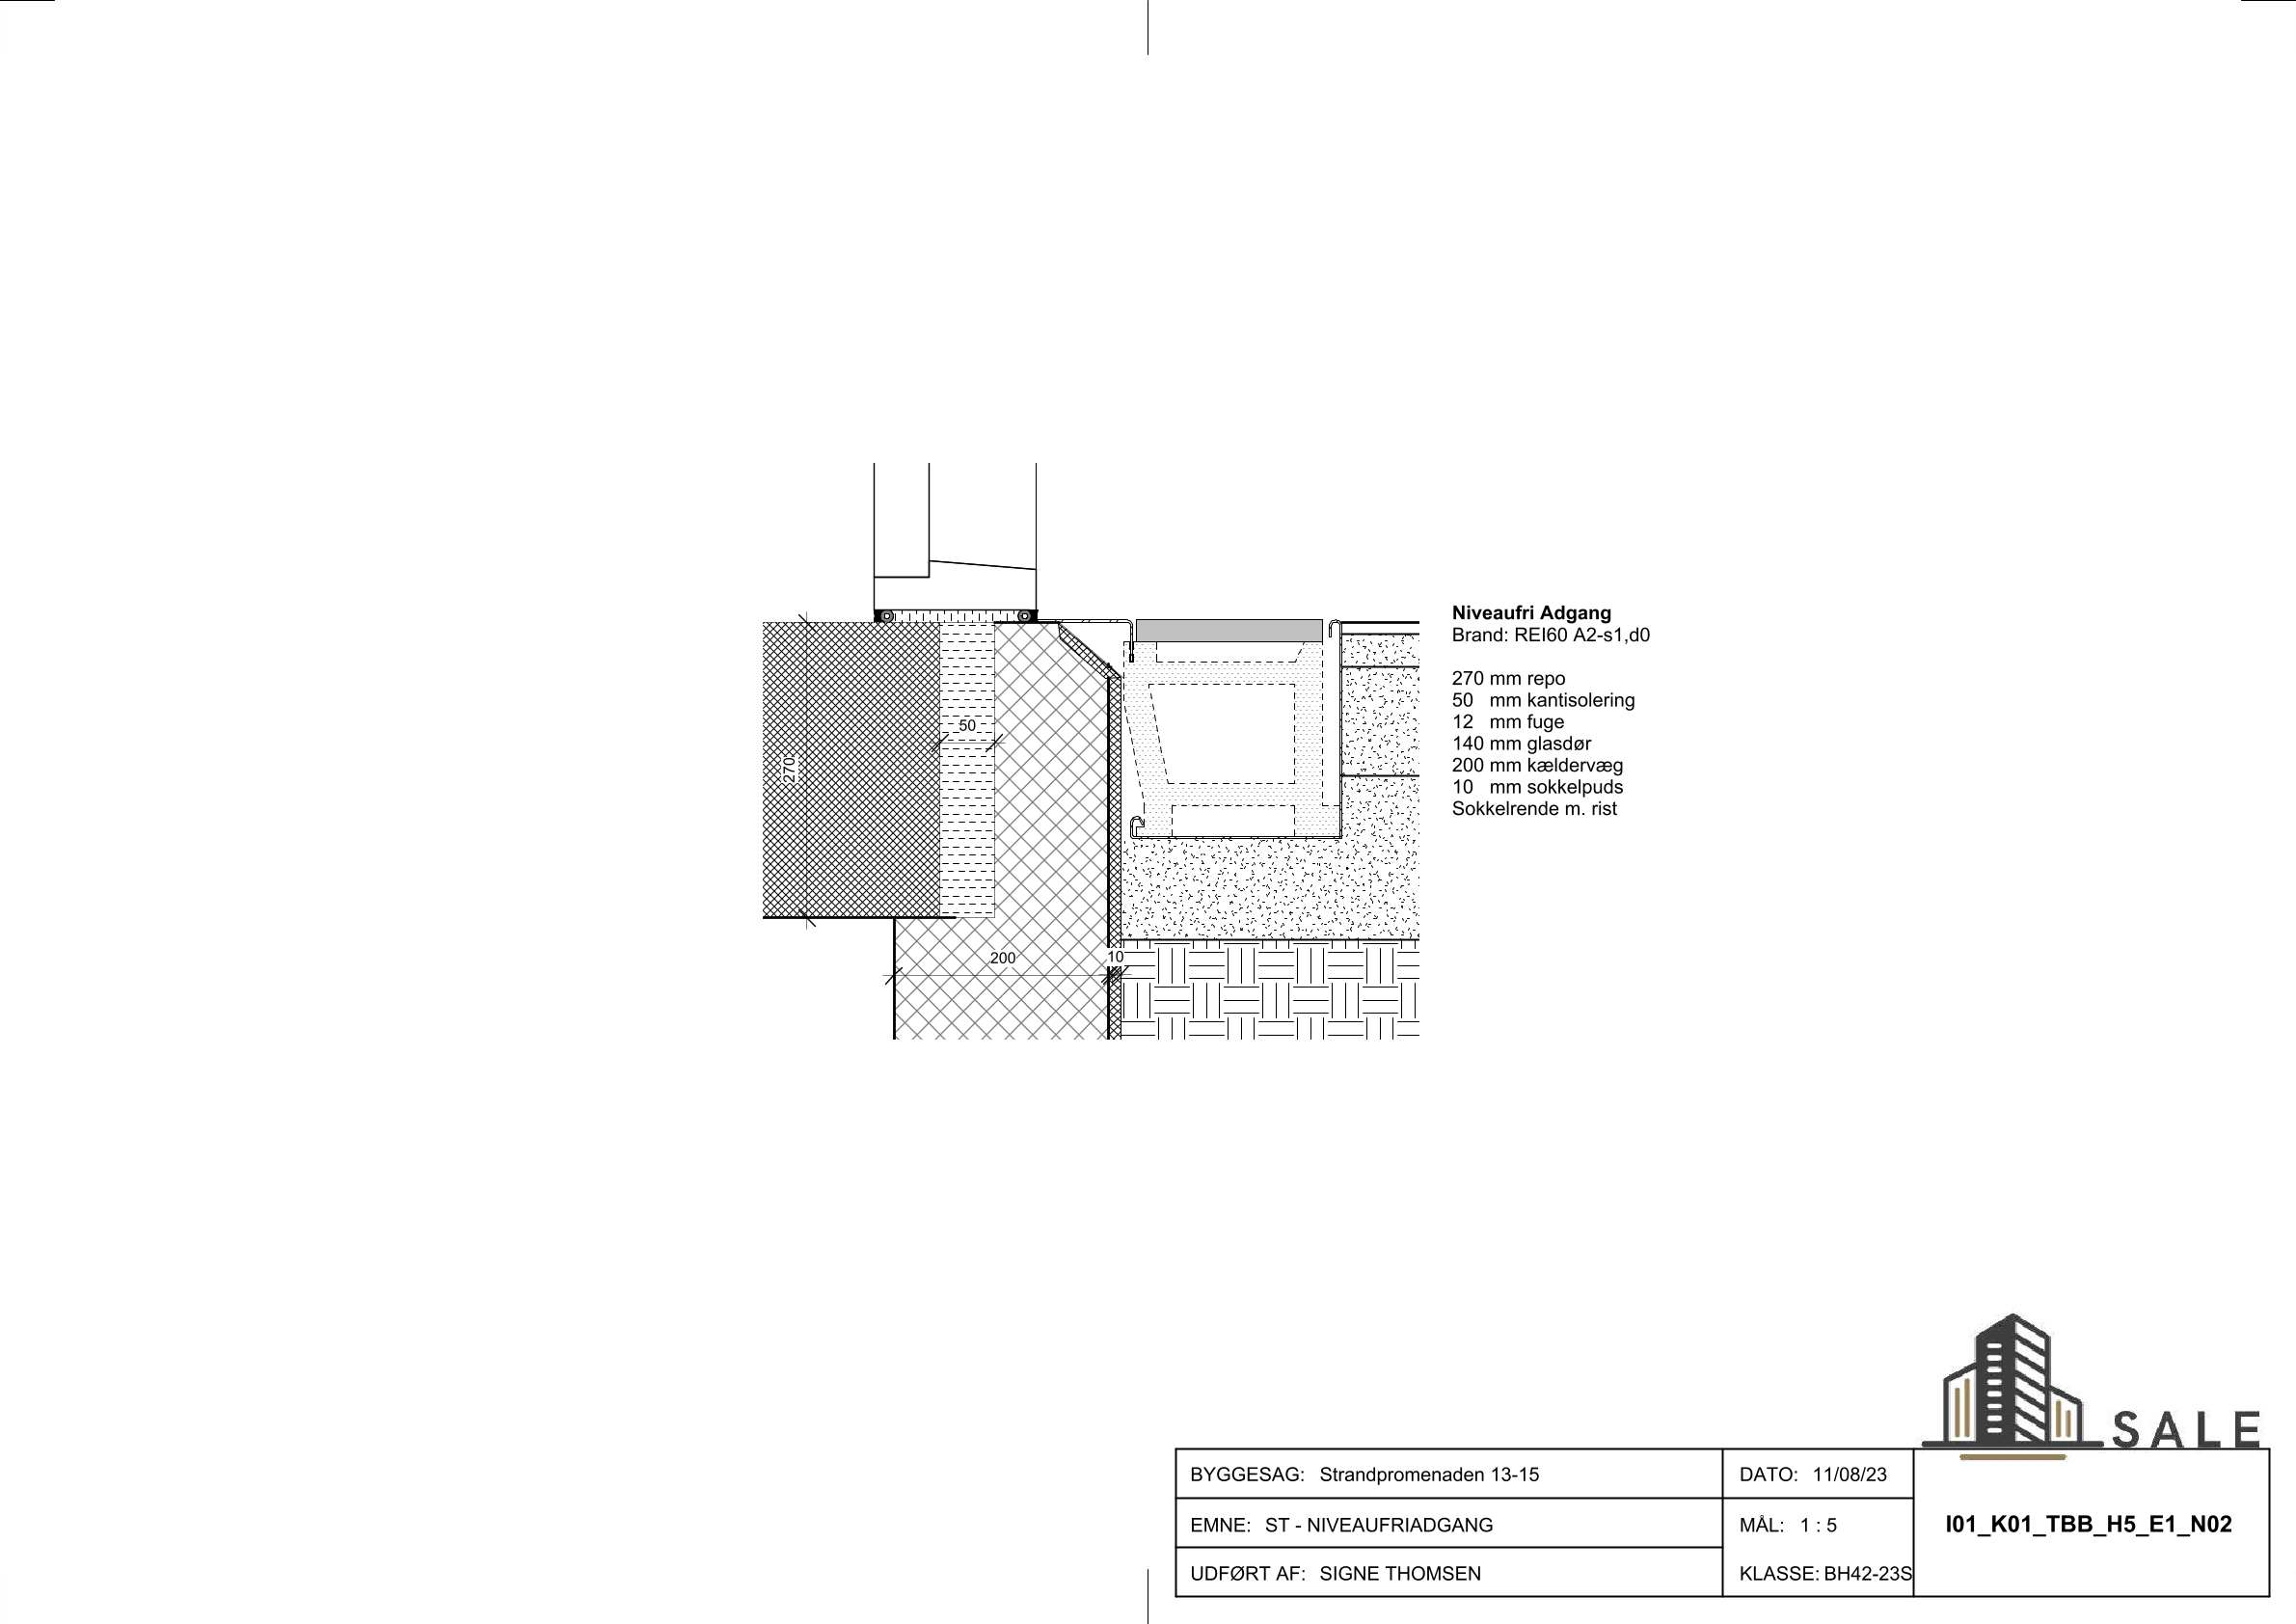 Niveaufri Adgang
Brand: REI60 A2-s1,d0
270 mm repo
50 mm kantisolering
12 mm fuge
140 mm glasdør
200 mm kældervæg
10 mm sokkelpuds
Sokkelrende m. rist
50
270
200
10
SALE
BYGGESAG: Strandpromenaden 13-15
DATO: 11/08/23
EMNE: ST - NIVEAUFRIADGANG
MÅL: 1 : 5
I01_K01_TBB_H5_E1_N02
UDFØRT AF: SIGNE THOMSEN
KLASSE: BH42-23S